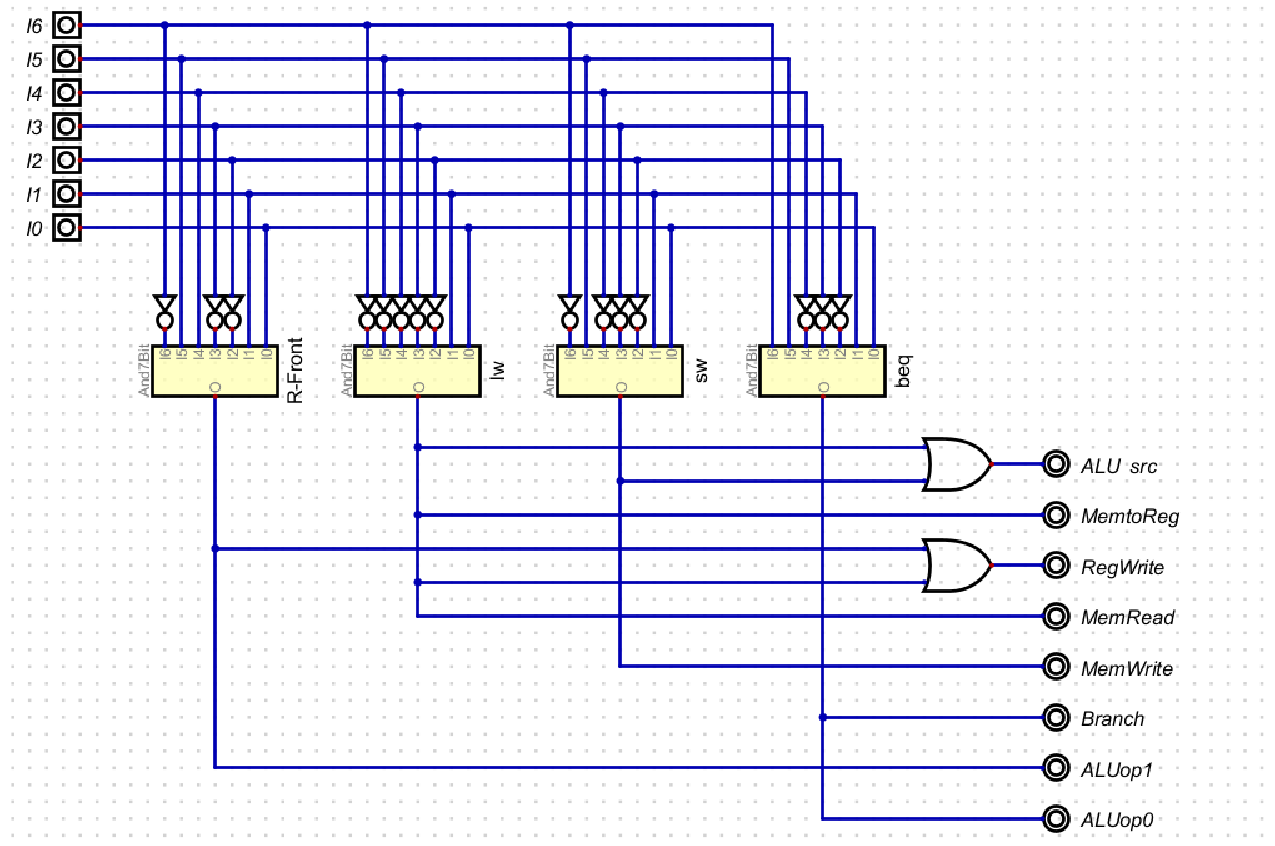 I6
I5
I4
I3
I2
I1
I0
And7Bit
I6 I5 I4 I3 I2 I1 I0
O
R-Front
And7Bit
I6 I5 I4 I3 I2 I1 I0
O
lw
And7Bit
I6 I5 I4 I3 I2 I1 I0
O
sw
And7Bit
I6 I5 I4 I3 I2 I1 I0
O
beq
ALU src
MemtoReg
RegWrite
MemRead
MemWrite
Branch
ALUop1
ALUop0